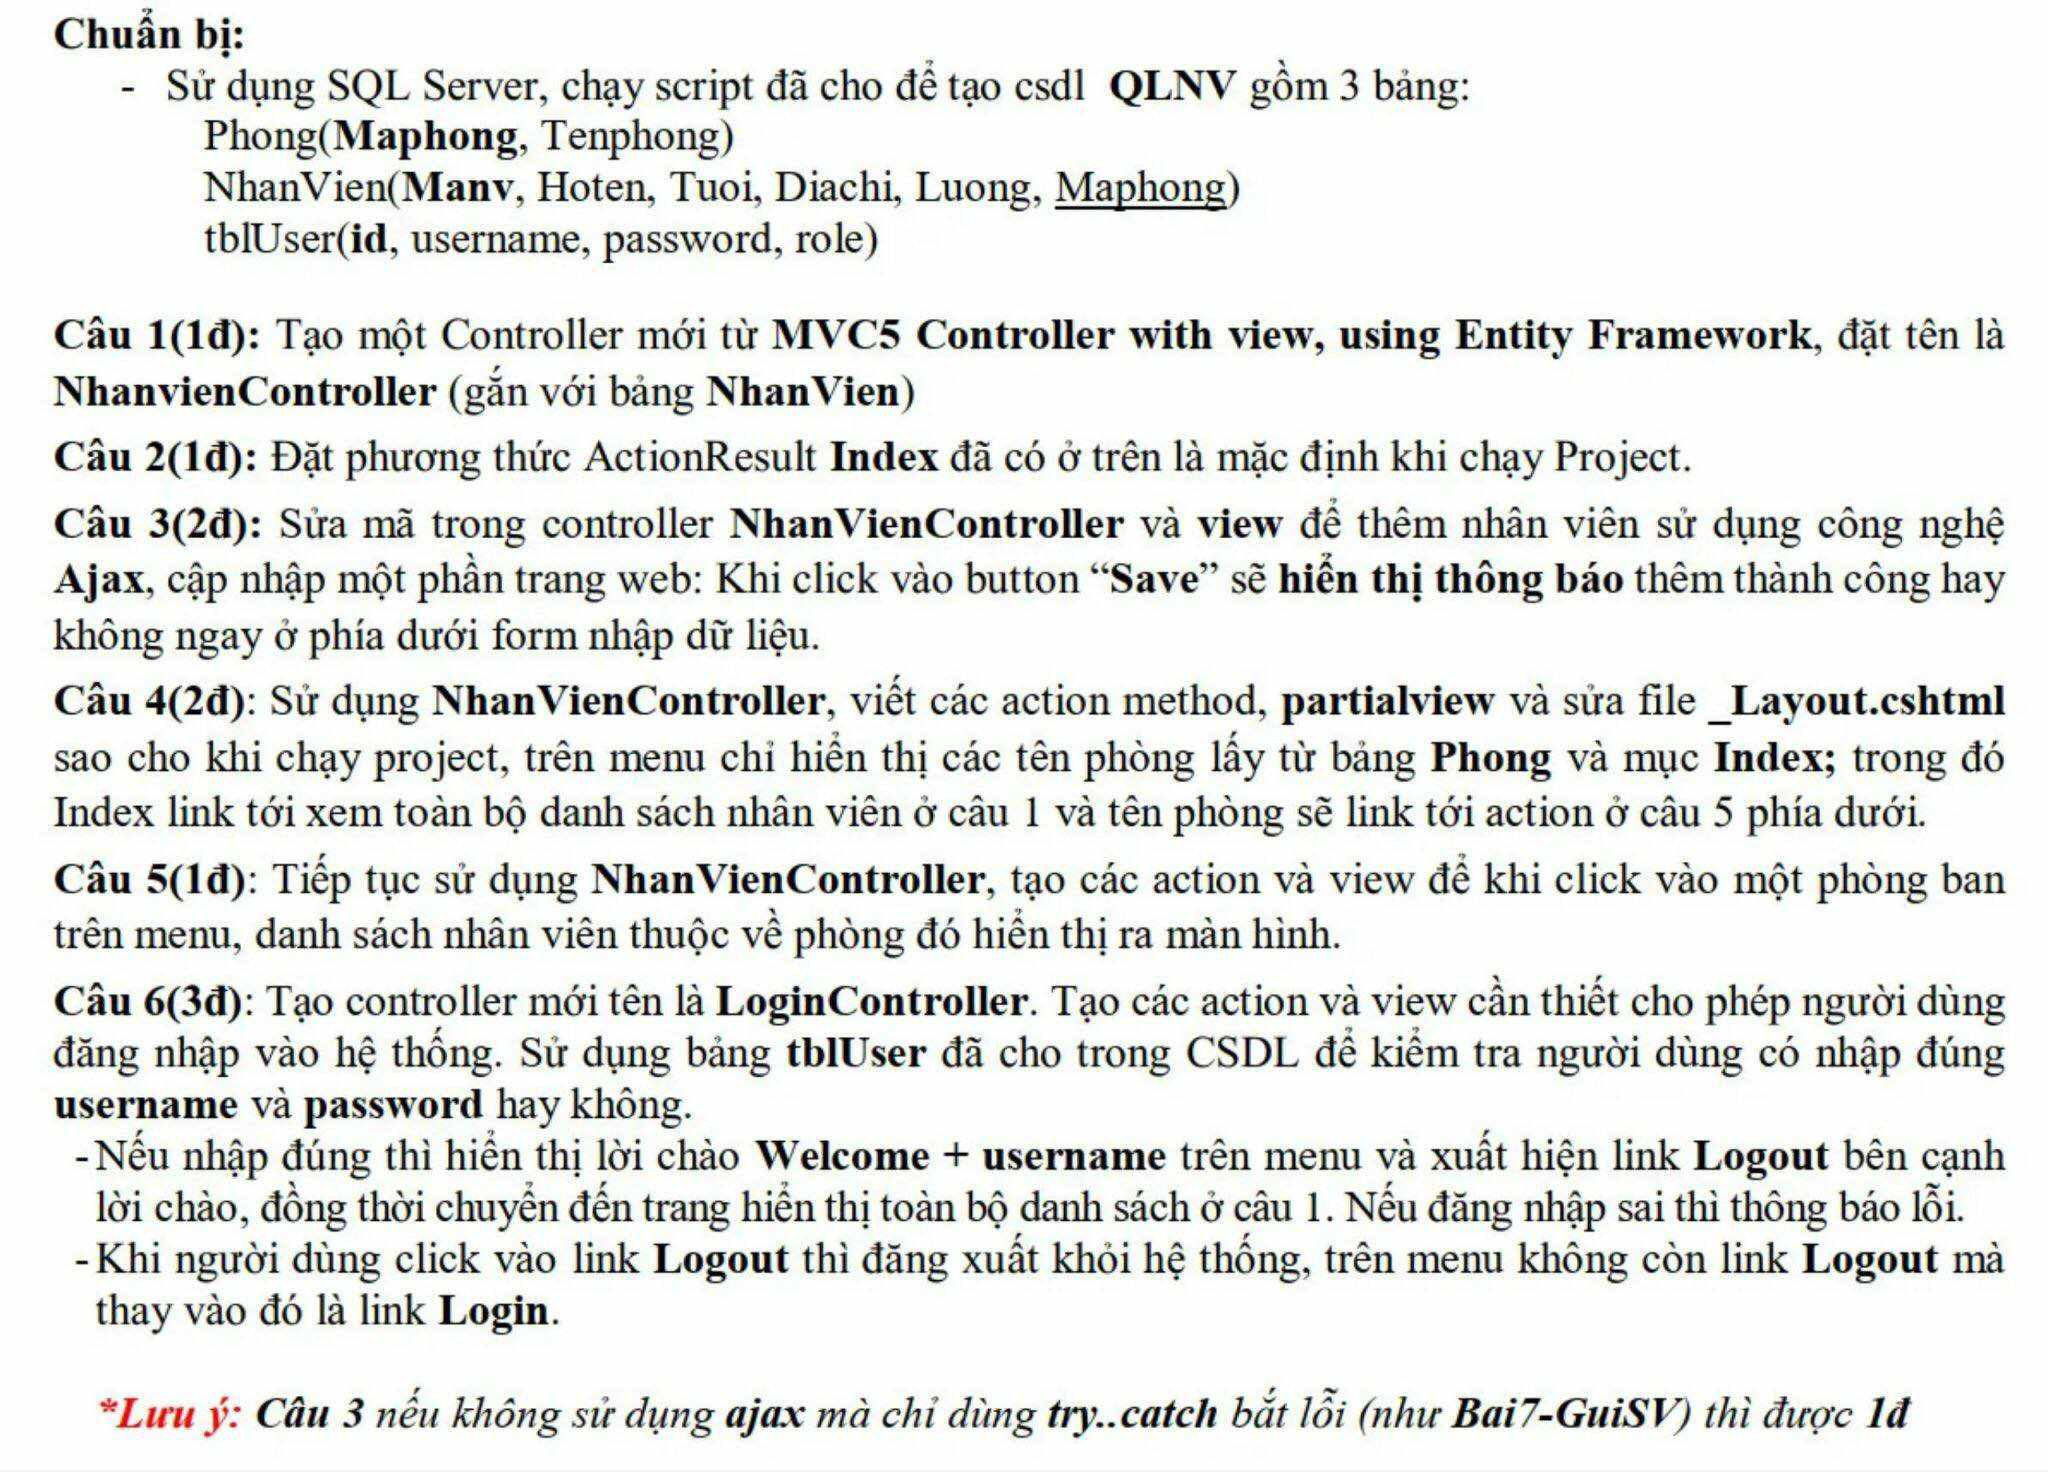 Chuẩn bị:
- Sử dụng SQL Server, chạy script đã cho để tạo csdl QLNV gồm 3 bảng:
Phong(Maphong, Tenphong)
NhanVien(Manv, Hoten, Tuoi, Diachi, Luong, Maphong)
tblUser(id, username, password, role)
Câu 1(1đ): Tạo một Controller mới từ MVC5 Controller with view, using Entity Framework, đặt tên là
NhanvienController (gắn với bảng NhanVien)
Câu 2(1đ): Đặt phương thức ActionResult Index đã có ở trên là mặc định khi chạy Project.
Câu 3(2đ): Sửa mã trong controller NhanVienController và view để thêm nhân viên sử dụng công nghệ
Ajax, cập nhập một phần trang web: Khi click vào button “Save” sẽ hiển thị thông báo thêm thành công hay
không ngay ở phía dưới form nhập dữ liệu.
Câu 4(2đ): Sử dụng NhanVienController, viết các action method, partialview và sửa file _Layout.cshtml
sao cho khi chạy project, trên menu chỉ hiển thị các tên phòng lấy từ bảng Phong và mục Index; trong đó
Index link tới xem toàn bộ danh sách nhân viên ở câu 1 và tên phòng sẽ link tới action ở câu 5 phía dưới.
Câu 5(1đ): Tiếp tục sử dụng NhanVienController, tạo các action và view để khi click vào một phòng ban
trên menu, danh sách nhân viên thuộc về phòng đó hiển thị ra màn hình.
Câu 6(3đ): Tạo controller mới tên là LoginController. Tạo các action và view cần thiết cho phép người dùng
đăng nhập vào hệ thống. Sử dụng bảng tblUser đã cho trong CSDL để kiểm tra người dùng có nhập đúng
username và password hay không.
- Nếu nhập đúng thì hiển thị lời chào Welcome + username trên menu và xuất hiện link Logout bên cạnh
lời chào, đồng thời chuyển đến trang hiển thị toàn bộ danh sách ở câu 1. Nếu đăng nhập sai thì thông báo lỗi.
- Khi người dùng click vào link Logout thì đăng xuất khỏi hệ thống, trên menu không còn link Logout mà
thay vào đó là link Login.
*Lưu ý: Câu 3 nếu không sử dụng ajax mà chỉ dùng try..catch bắt lỗi (như Bai7-GuiSV) thì được 1đ